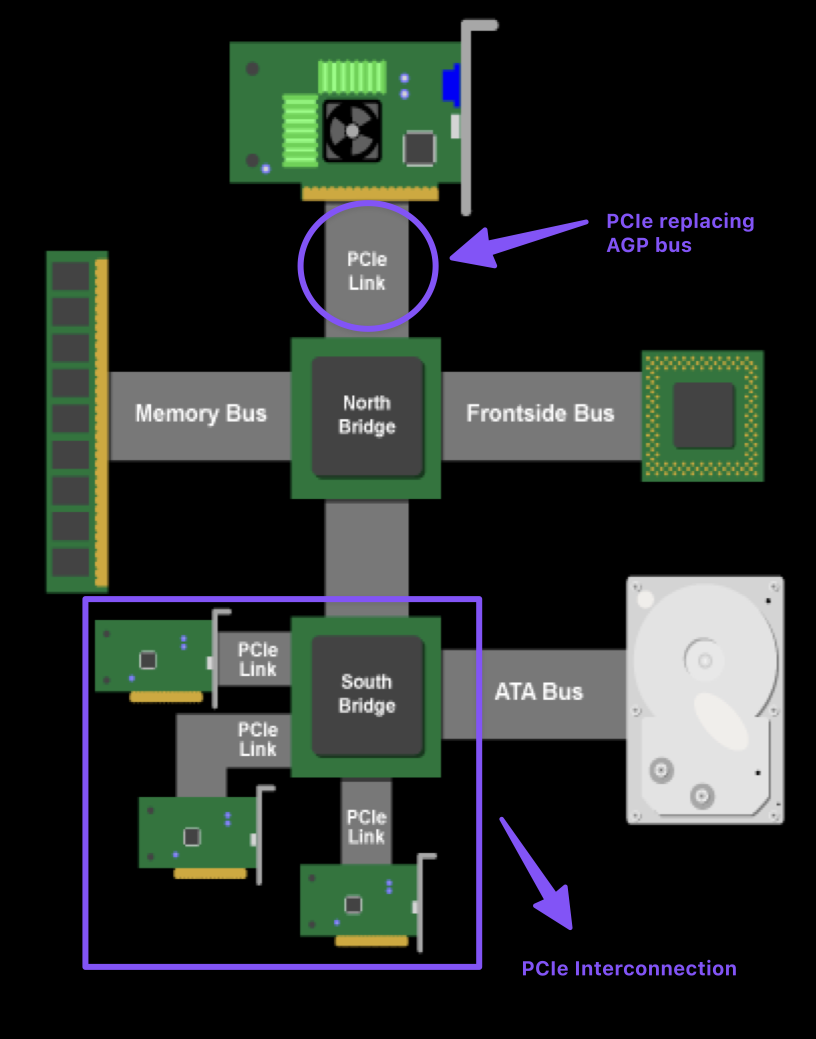 PCIe replacing
AGP bus
PCIe
Link
Memory Bus
North
Bridge
Frontside Bus
PCIe
Link
South
Bridge
ATA Bus
PCIe
Link
PCIe
Link
PCIe Interconnection